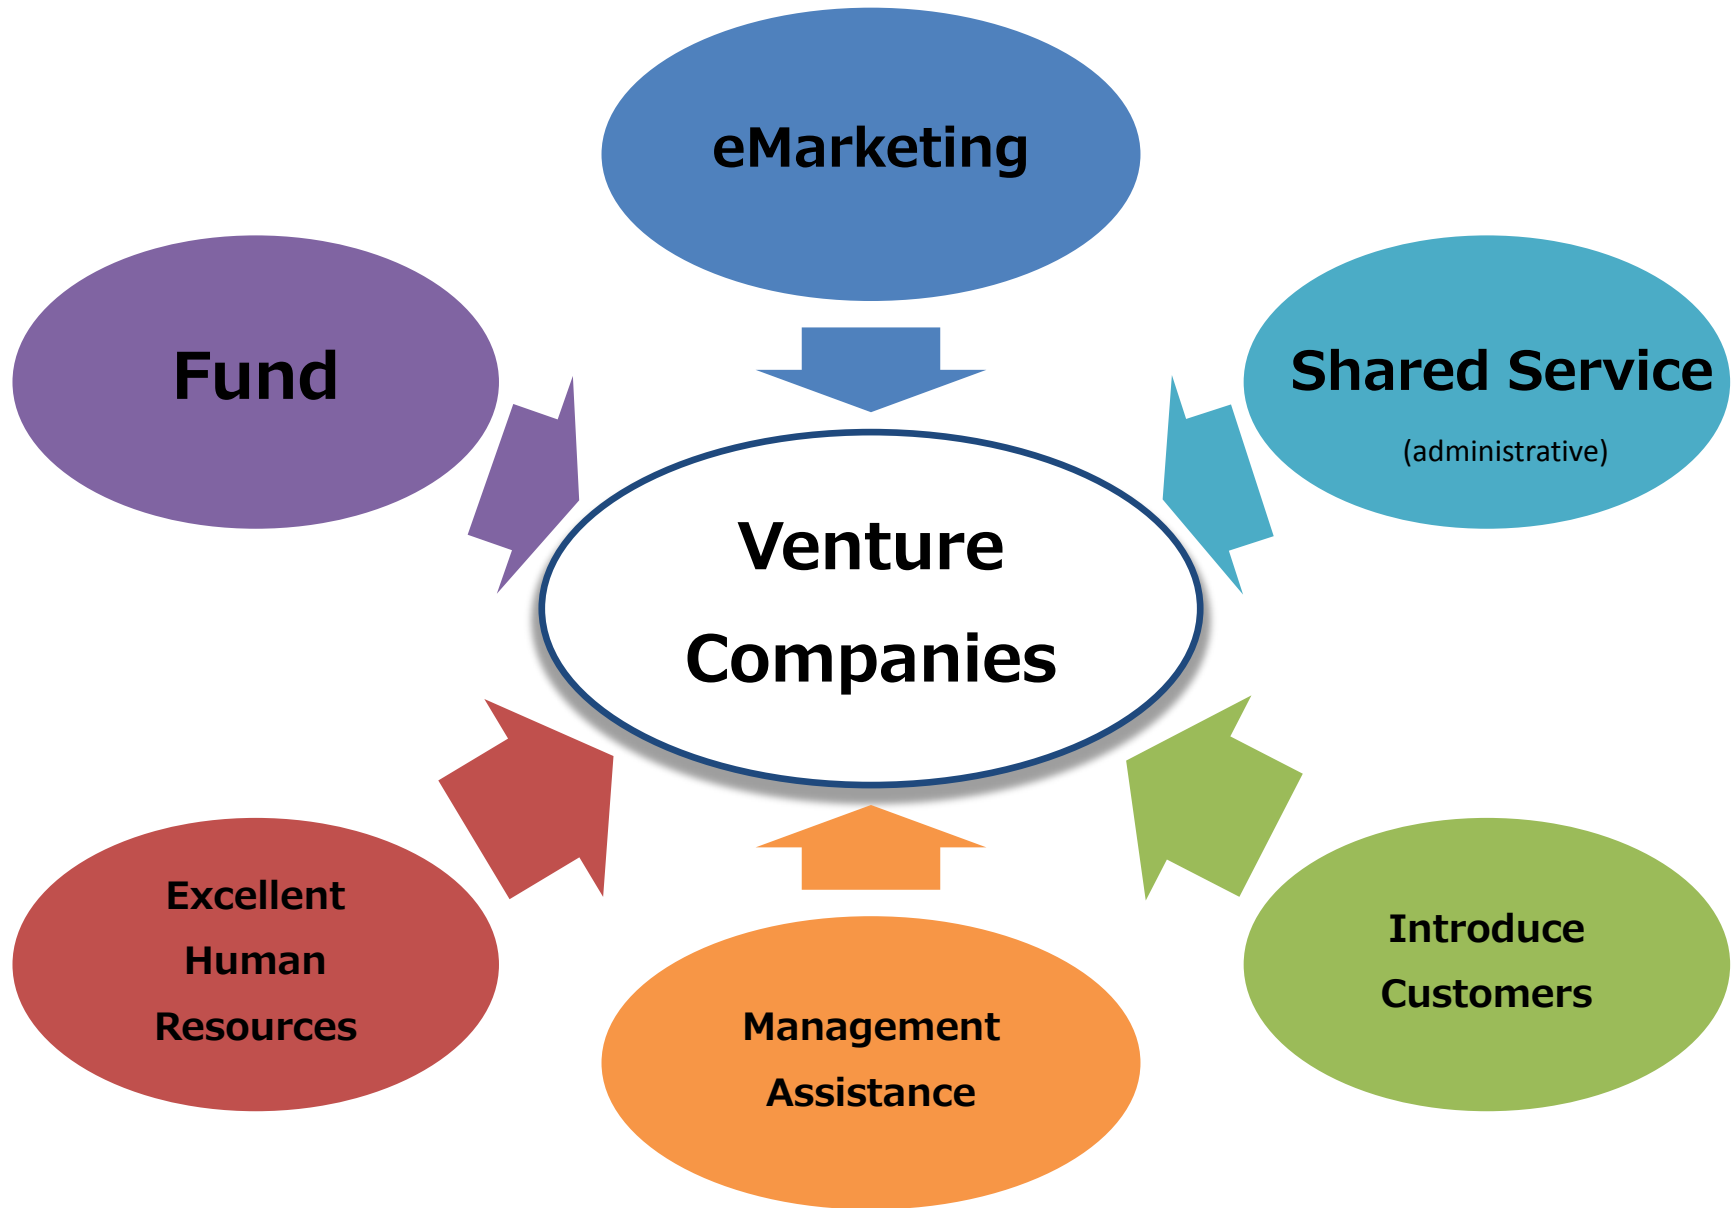 eMarketing
Fund
Shared Service
(administrative)
Venture
Companies
Excellent
Human
Resources
Management
Assistance
Introduce
Customers